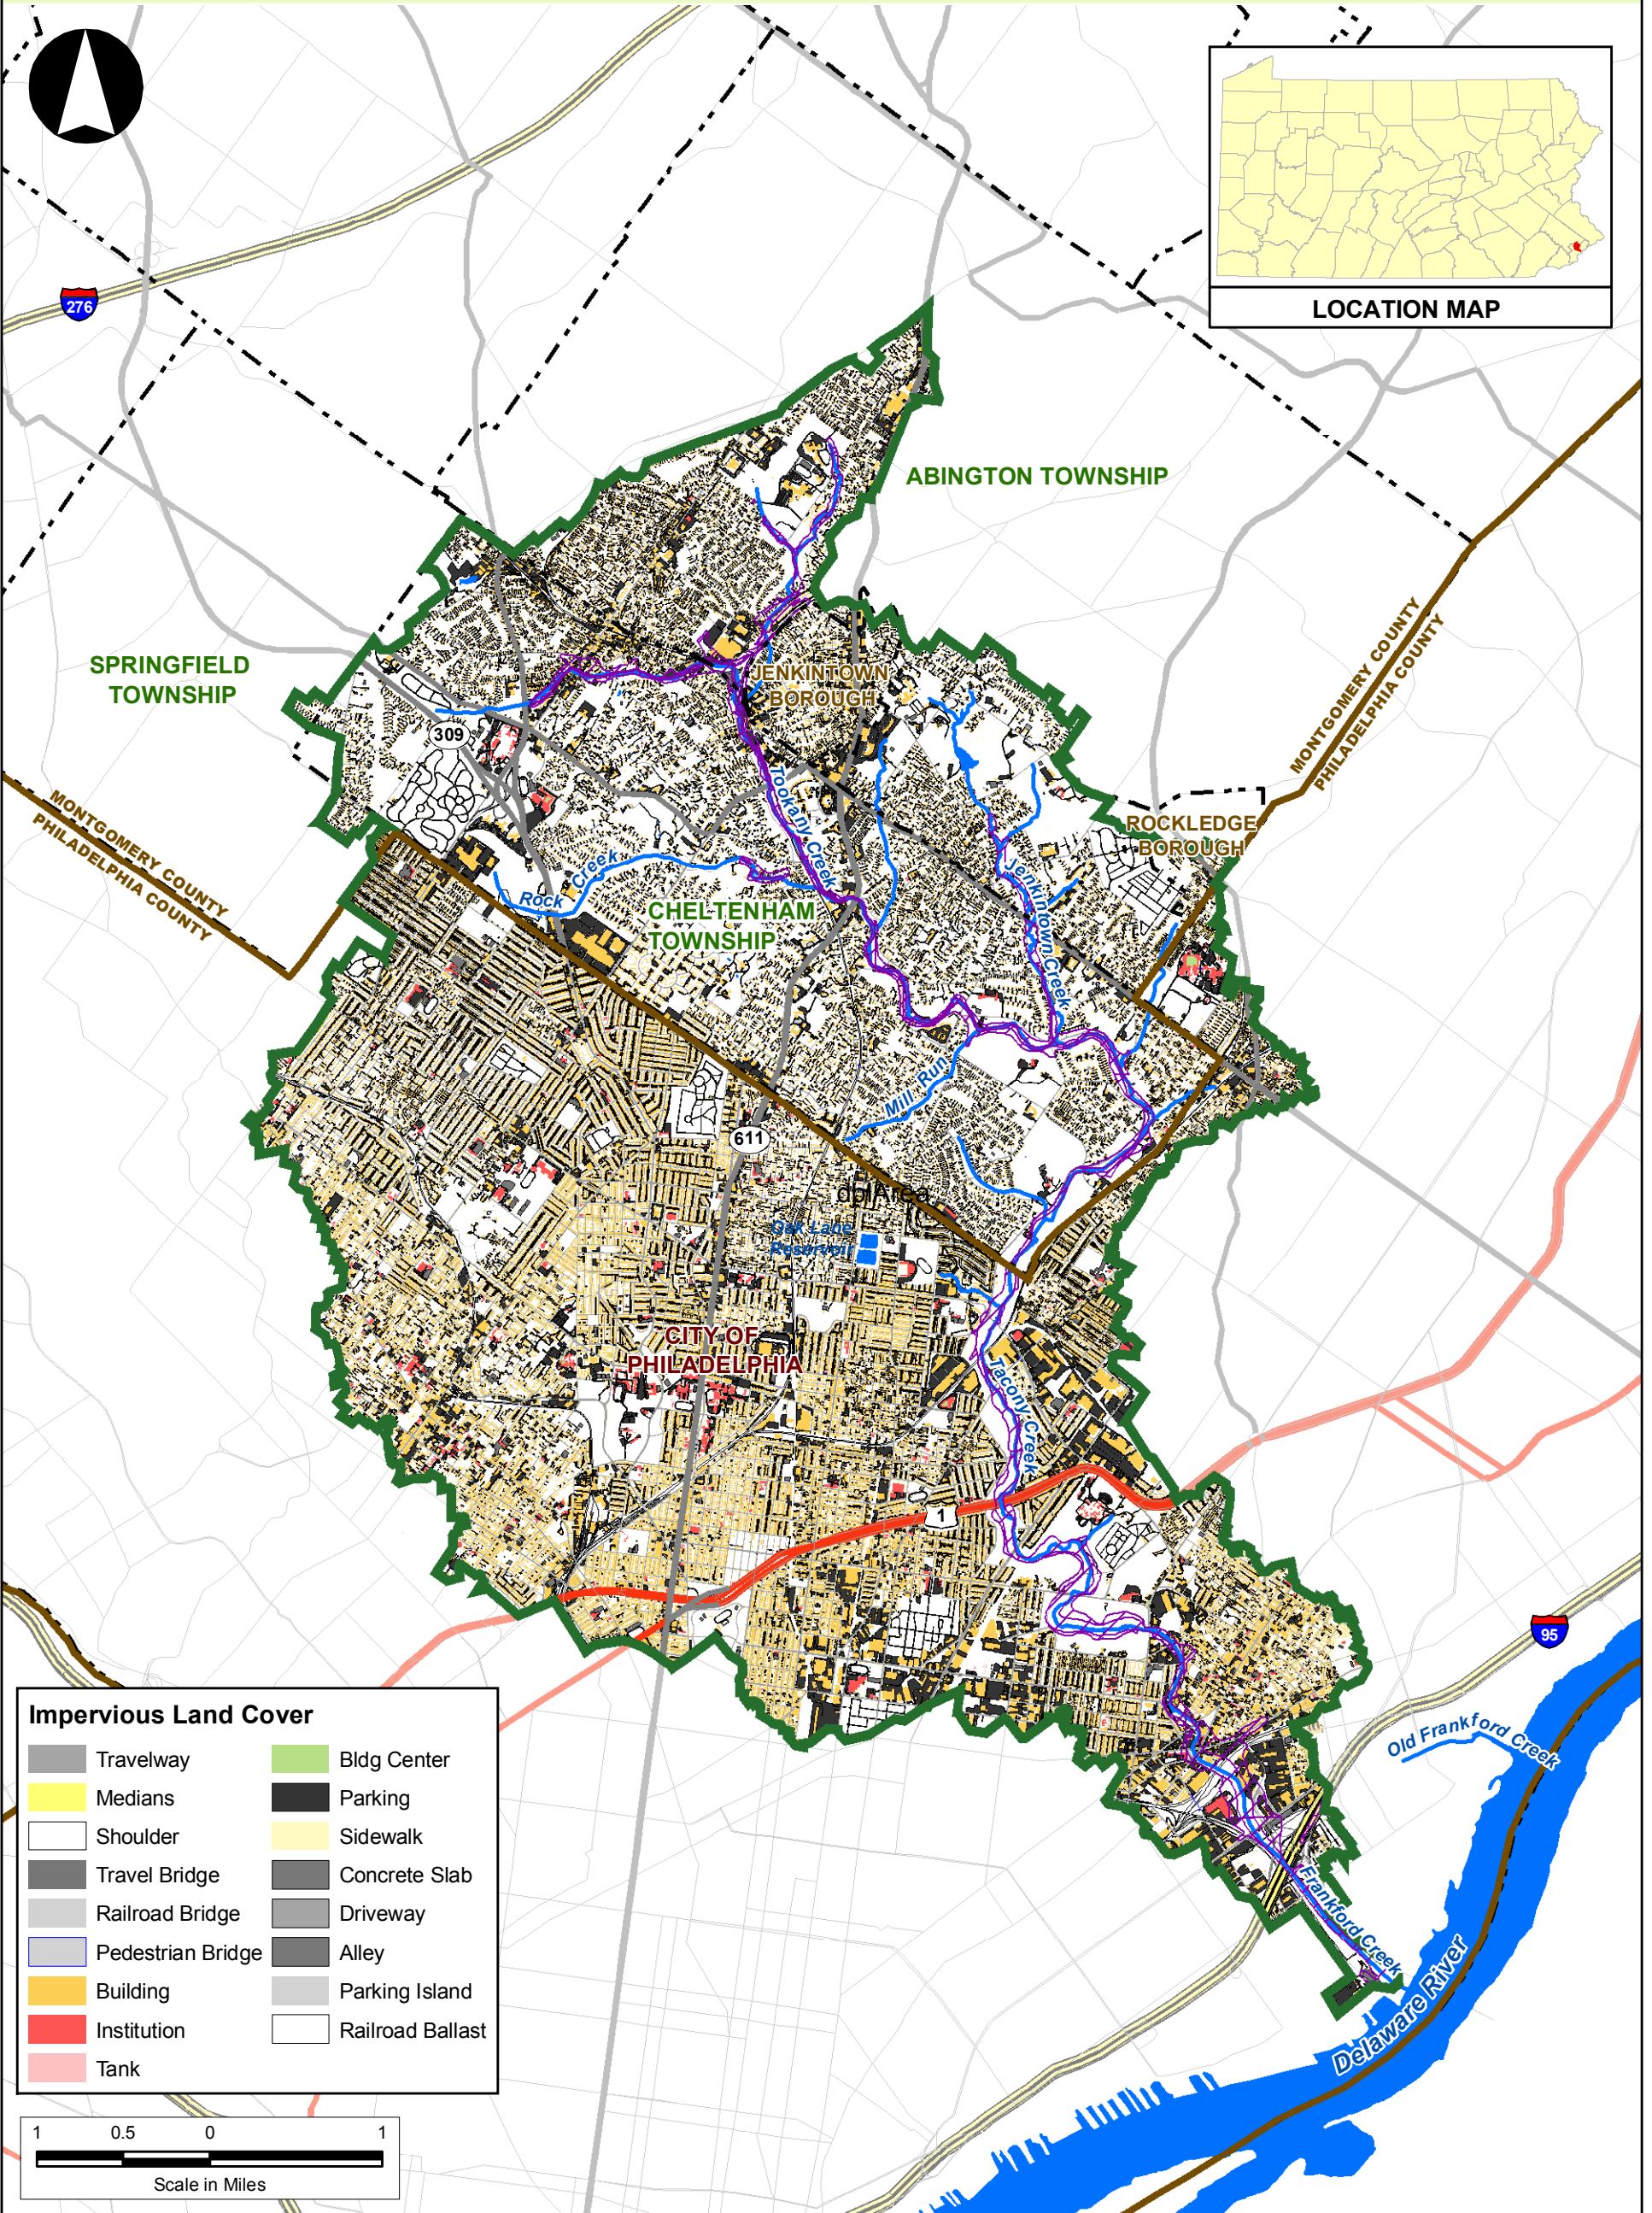 LOCATION MAP
276
ABINGTON TOWNSHIP
SPRINGFIELD
TOWNSHIP
JENKINTOWN
BOROUGH
309
MONTGOMERY COUNTY
PHILADELPHIA COUNTY
MONTGOMERY COUNTY
PHILADELPHIA COUNTY
Tookany Creek
ROCKLEDGE
BOROUGH
Rock Creek
CHELTENHAM
TOWNSHIP
Jenkintown Creek
Mill Run
611
dblArea
Oak Lane
Reservoir
CITY OF
PHILADELPHIA
Tacony Creek
1
95
Old Frankford Creek
Frankford Creek
Delaware River
Impervious Land Cover
Travelway
Medians
Shoulder
Travel Bridge
Railroad Bridge
Pedestrian Bridge
Building
Institution
Tank
Bldg Center
Parking
Sidewalk
Concrete Slab
Driveway
Alley
Parking Island
Railroad Ballast
1 0.5 0 1
Scale in Miles